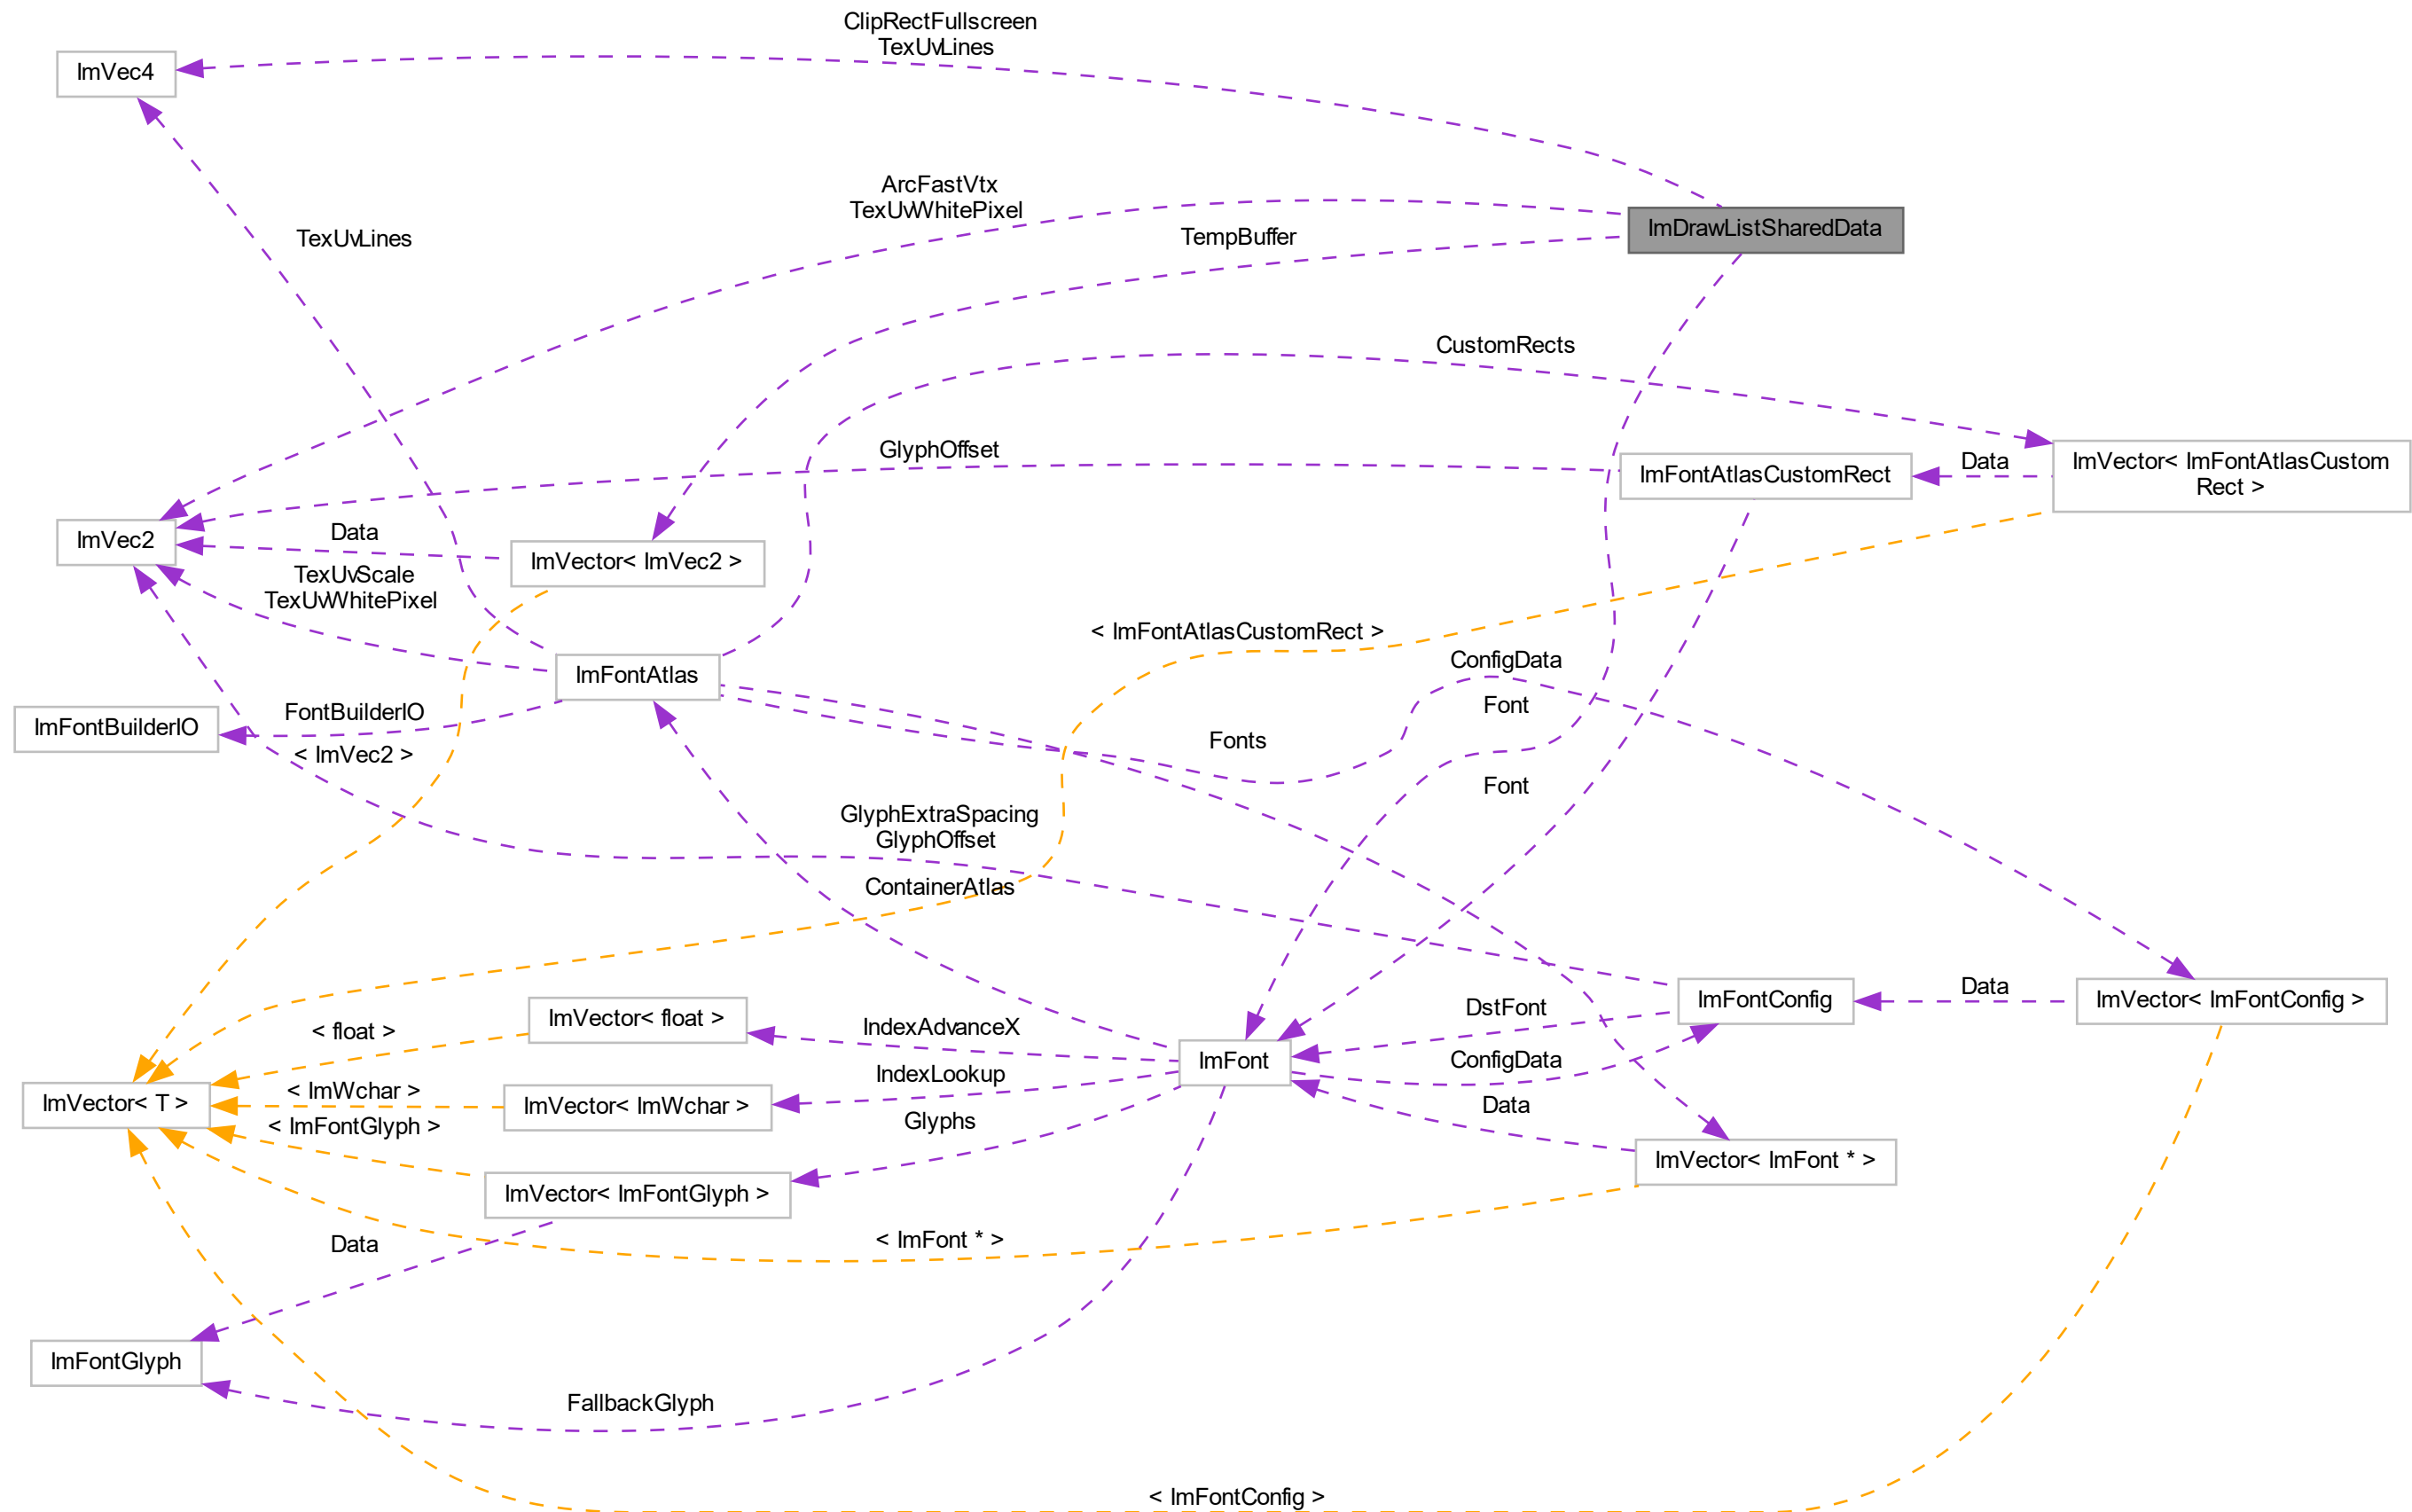 ClipRectFullscreen
TexUvLines
ImVec4
ArcFastVtx
TexUvWhitePixel
ImDrawListSharedData
TexUvLines
TempBuffer
CustomRects
GlyphOffset
ImFontAtlasCustomRect
Data
ImVector< ImFontAtlasCustom
Rect >
ImVec2
Data
ImVector< ImVec2 >
TexUvScale
TexUvWhitePixel
< ImFontAtlasCustomRect >
ConfigData
ImFontAtlas
Font
FontBuilderIO
ImFontBuilderIO
Fonts
< ImVec2 >
Font
GlyphExtraSpacing
GlyphOffset
ContainerAtlas
ImFontConfig
Data
ImVector< ImFontConfig >
DstFont
ImVector< float >
< float >
IndexAdvanceX
ImFont
ConfigData
IndexLookup
< ImWchar >
ImVector< T >
ImVector< ImWchar >
Data
Glyphs
< ImFontGlyph >
ImVector< ImFont * >
ImVector< ImFontGlyph >
< ImFont * >
Data
ImFontGlyph
FallbackGlyph
< ImFontConfig >